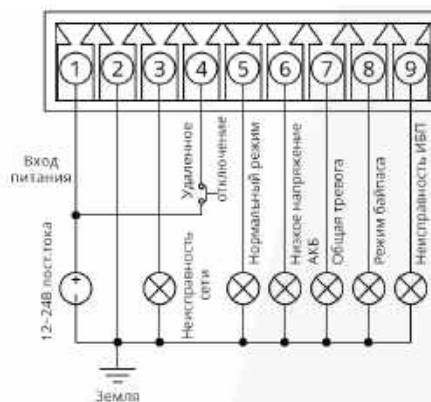 1 2 3 4 5 6 7 8 9
Вход
питания
Удаленное
отключение
12-24В пост.тока
Неисправность
сети
Нормальный режим
Низкое напряжение
АКБ
Общая тревога
Режим байпаса
Неисправность ИБП
+
-
Земля